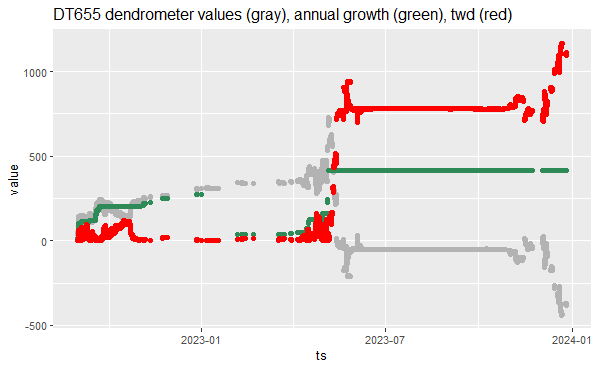 DT655 dendrometer values (gray), annual growth (green), twd (red)
1000
500
0
-500
value
2023-01
2023-07
2024-01
ts